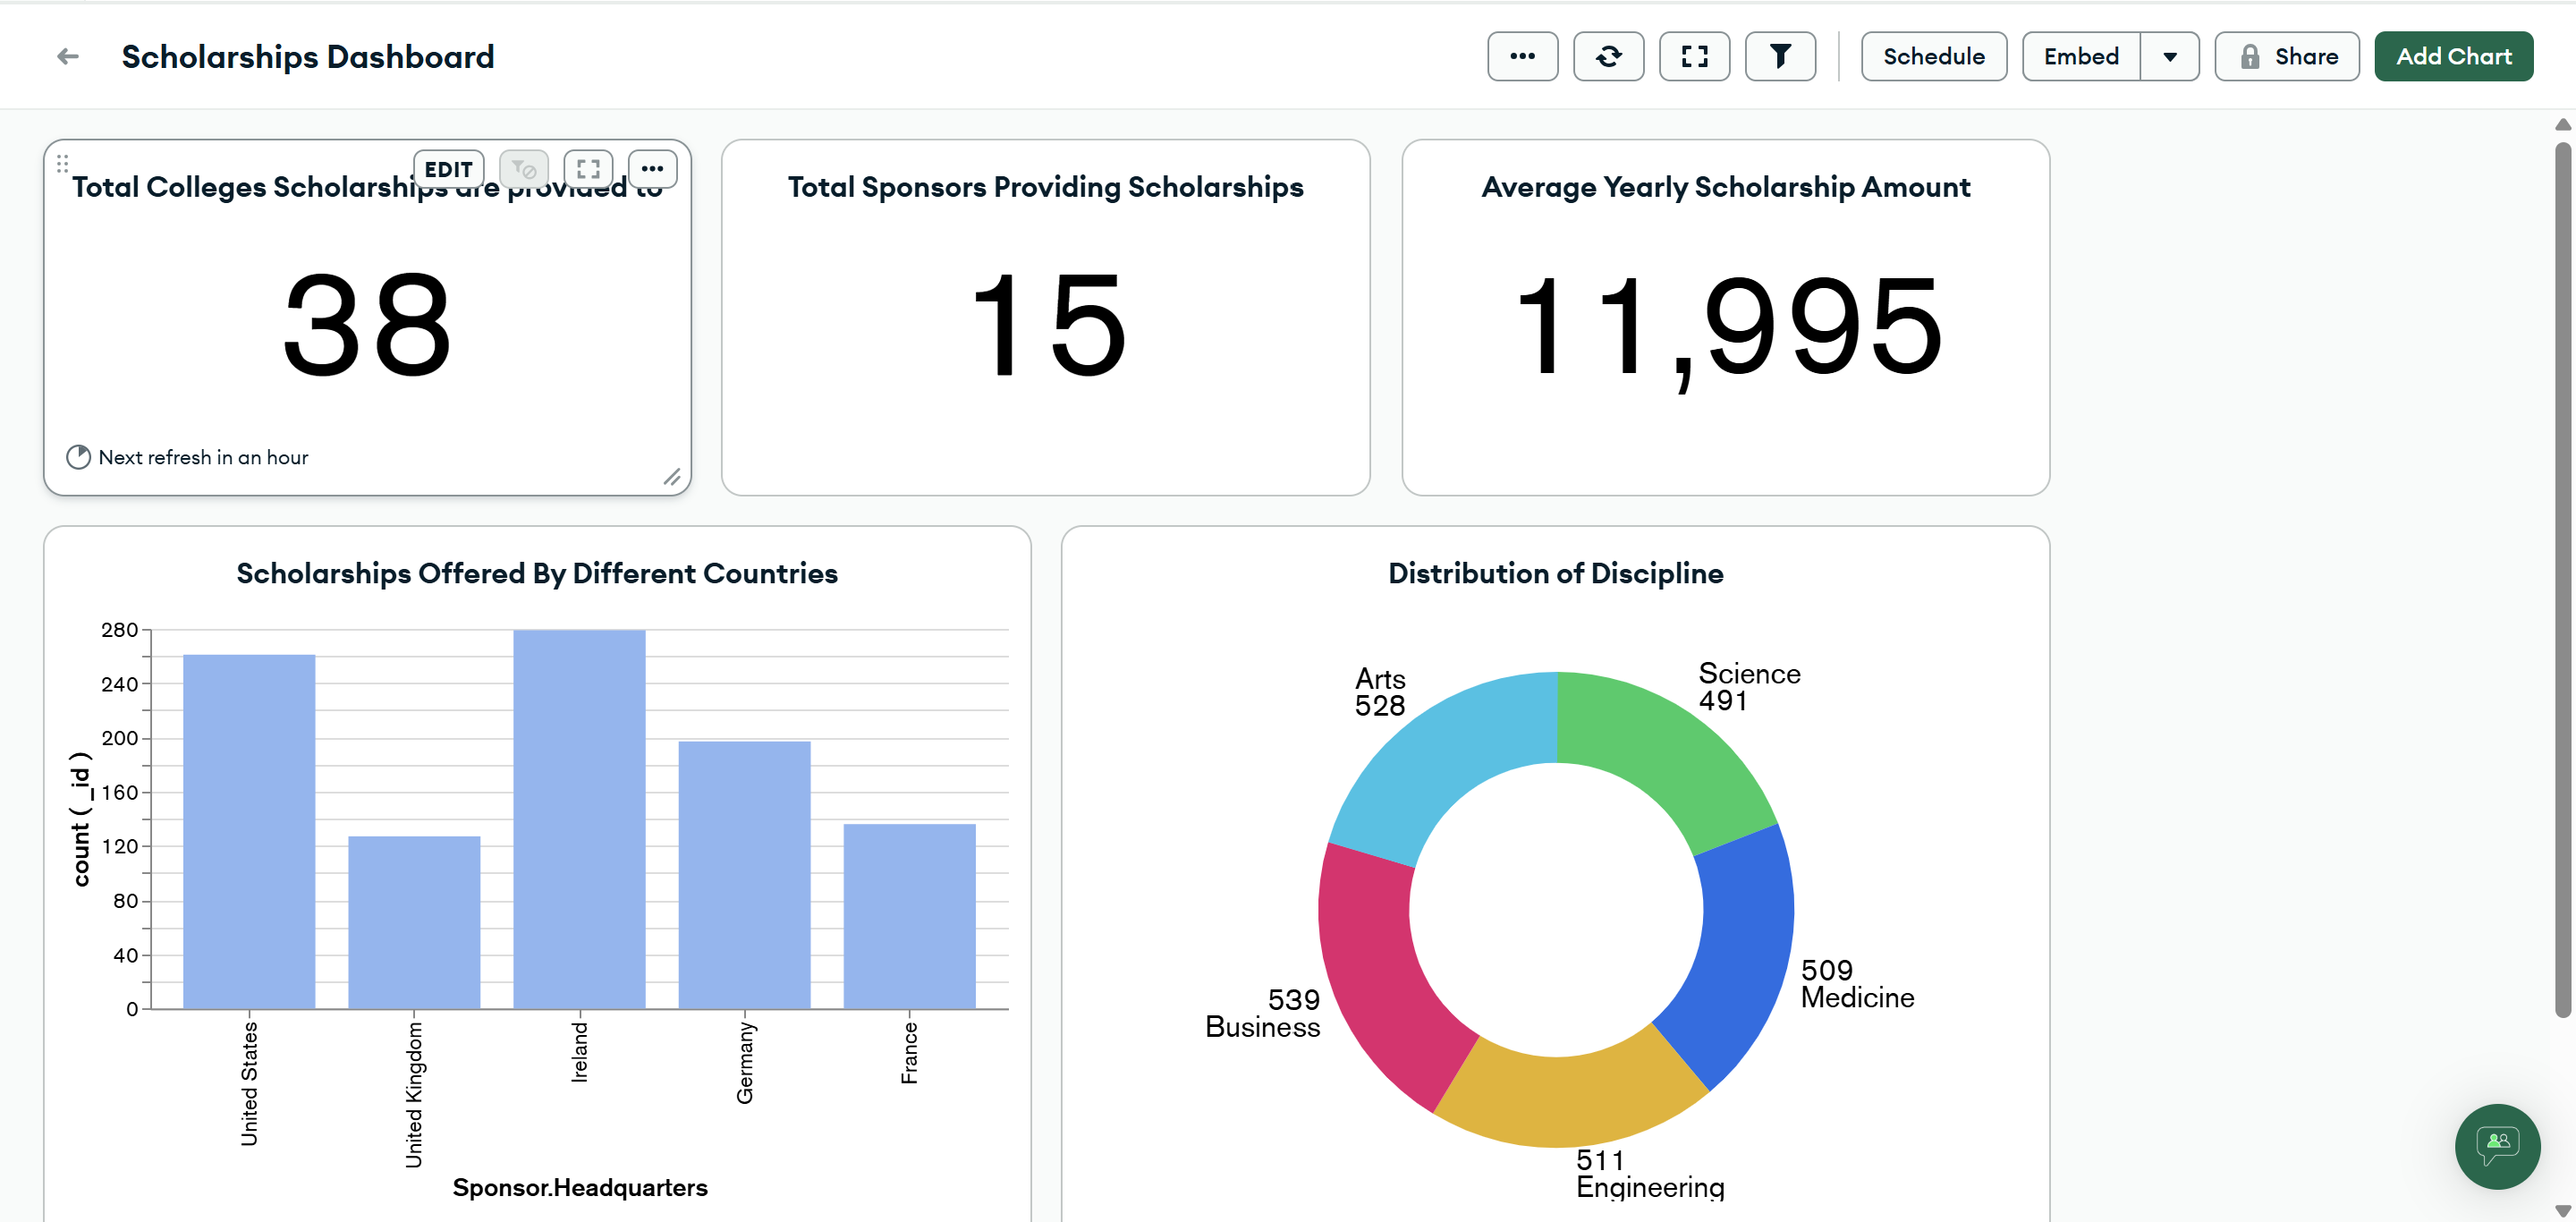 Scholarships Dashboard
Schedule
Embed
Share
Add Chart
EDIT
Total Colleges Scholarships are provided to
38
Next refresh in an hour
Total Sponsors Providing Scholarships
15
Average Yearly Scholarship Amount
11,995
Scholarships Offered By Different Countries
280
240
200
160
120
80
40
0
count ( _id )
United States
United Kingdom
Ireland
Germany
France
Sponsor.Headquarters
Distribution of Discipline
Arts
528
Science
491
509
Medicine
539
Business
511
Engineering